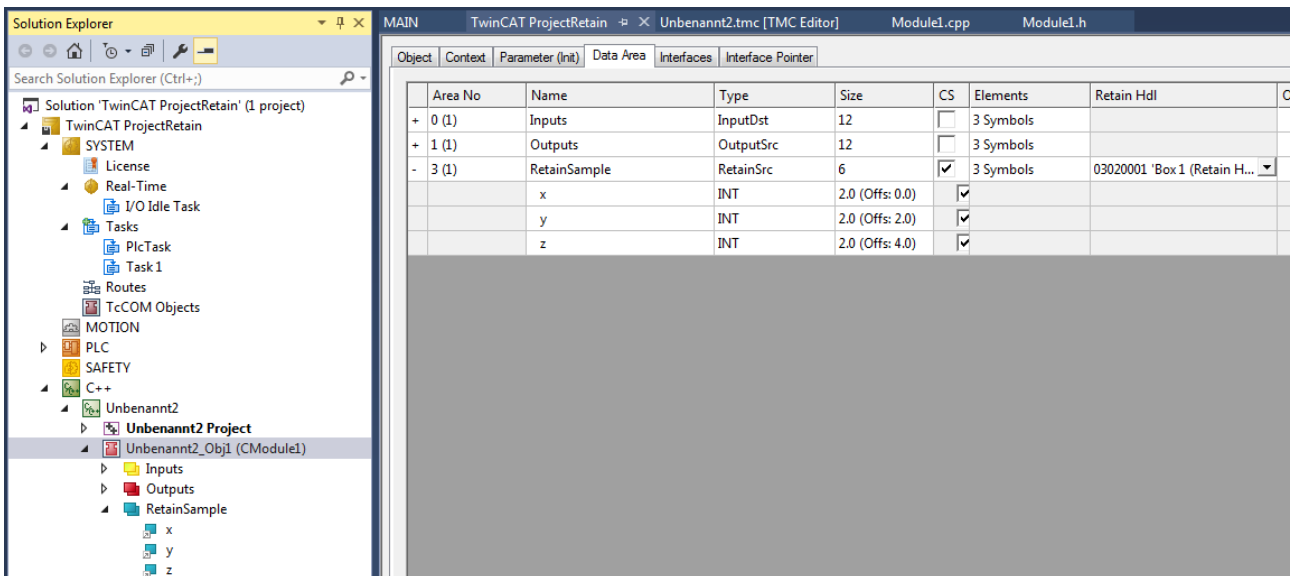 Solution Explorer
Search Solution Explorer (Ctrl+;)
Solution 'TwinCAT ProjectRetain' (1 project)
TwinCAT ProjectRetain
SYSTEM
License
Real-Time
I/O Idle Task
Tasks
PlcTask
Task 1
Routes
TcCOM Objects
MOTION
PLC
SAFETY
C++
Unbenannt2
Unbenannt2 Project
Unbenannt2_Obj1 (CModule1)
Inputs
Outputs
RetainSample
x
y
z
MAIN TwinCAT ProjectRetain Unbenannt2.tmc [TMC Editor] Module1.cpp Module1.h
Object Context Parameter (Init) Data Area Interfaces Interface Pointer
Area No Name Type Size CS Elements Retain Hdl
+ 0 (1) Inputs InputDst 12 3 Symbols
+ 1 (1) Outputs OutputSrc 12 3 Symbols
- 3 (1) RetainSample RetainSrc 6 3 Symbols 03020001 'Box 1 (Retain H...
x INT 2.0 (Offs: 0.0)
y INT 2.0 (Offs: 2.0)
z INT 2.0 (Offs: 4.0)